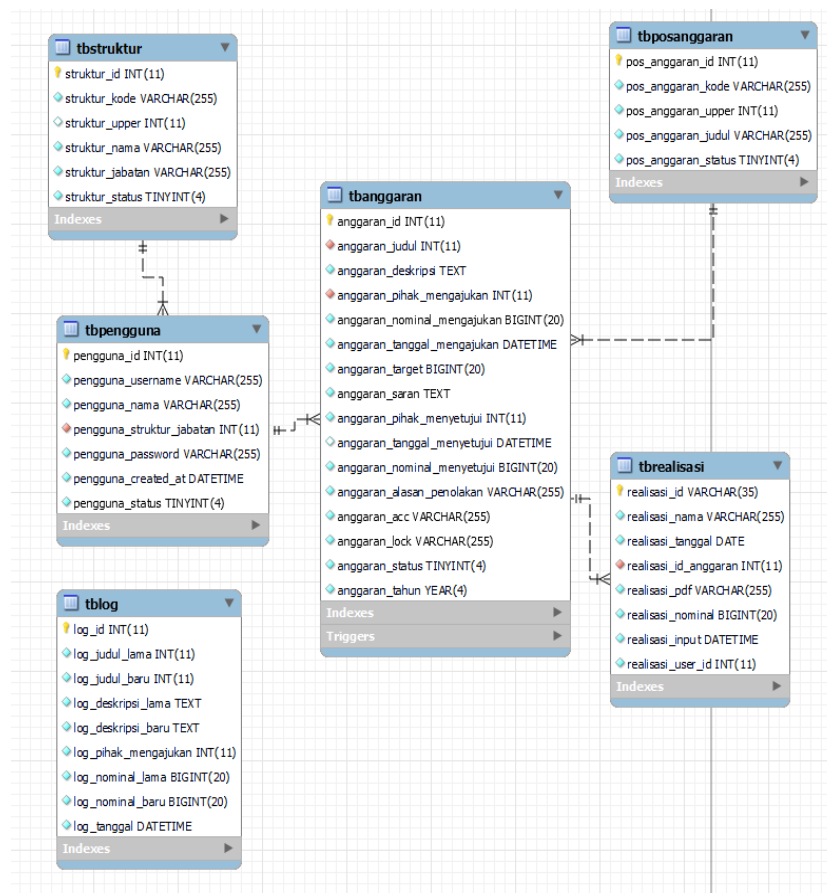 tbstruktur
struktur_id INT(11)
struktur_kode VARCHAR(255)
struktur_upper INT(11)
struktur_nama VARCHAR(255)
struktur_jabatan VARCHAR(255)
struktur_status TINYINT(4)
Indexes
tbposanggaran
pos_anggaran_id INT(11)
pos_anggaran_kode VARCHAR(255)
pos_anggaran_upper INT(11)
pos_anggaran_judul VARCHAR(255)
pos_anggaran_status TINYINT(4)
Indexes
tbanggaran
anggaran_id INT(11)
anggaran_judul INT(11)
anggaran_deskripsi TEXT
anggaran_pihak_mengajukan INT(11)
anggaran_nominal_mengajukan BIGINT(20)
anggaran_tanggal_mengajukan DATETIME
anggaran_target BIGINT(20)
anggaran_saran TEXT
anggaran_pihak_menyetujui INT(11)
anggaran_tanggal_menyetujui DATETIME
anggaran_nominal_menyetujui BIGINT(20)
anggaran_alasan_penolakan VARCHAR(255)
anggaran_acc VARCHAR(255)
anggaran_lock VARCHAR(255)
anggaran_status TINYINT(4)
anggaran_tahun YEAR(4)
Indexes
Triggers
tbpengguna
pengguna_id INT(11)
pengguna_username VARCHAR(255)
pengguna_nama VARCHAR(255)
pengguna_struktur_jabatan INT(11)
pengguna_password VARCHAR(255)
pengguna_created_at DATETIME
pengguna_status TINYINT(4)
Indexes
tbrealisasi
realisasi_id VARCHAR(35)
realisasi_nama VARCHAR(255)
realisasi_tanggal DATE
realisasi_id_anggaran INT(11)
realisasi_pdf VARCHAR(255)
realisasi_nominal BIGINT(20)
realisasi_input DATETIME
realisasi_user_id INT(11)
Indexes
tblog
log_id INT(11)
log_judul_lama INT(11)
log_judul_baru INT(11)
log_deskripsi_lama TEXT
log_deskripsi_baru TEXT
log_pihak_mengajukan INT(11)
log_nominal_lama BIGINT(20)
log_nominal_baru BIGINT(20)
log_tanggal DATETIME
Indexes